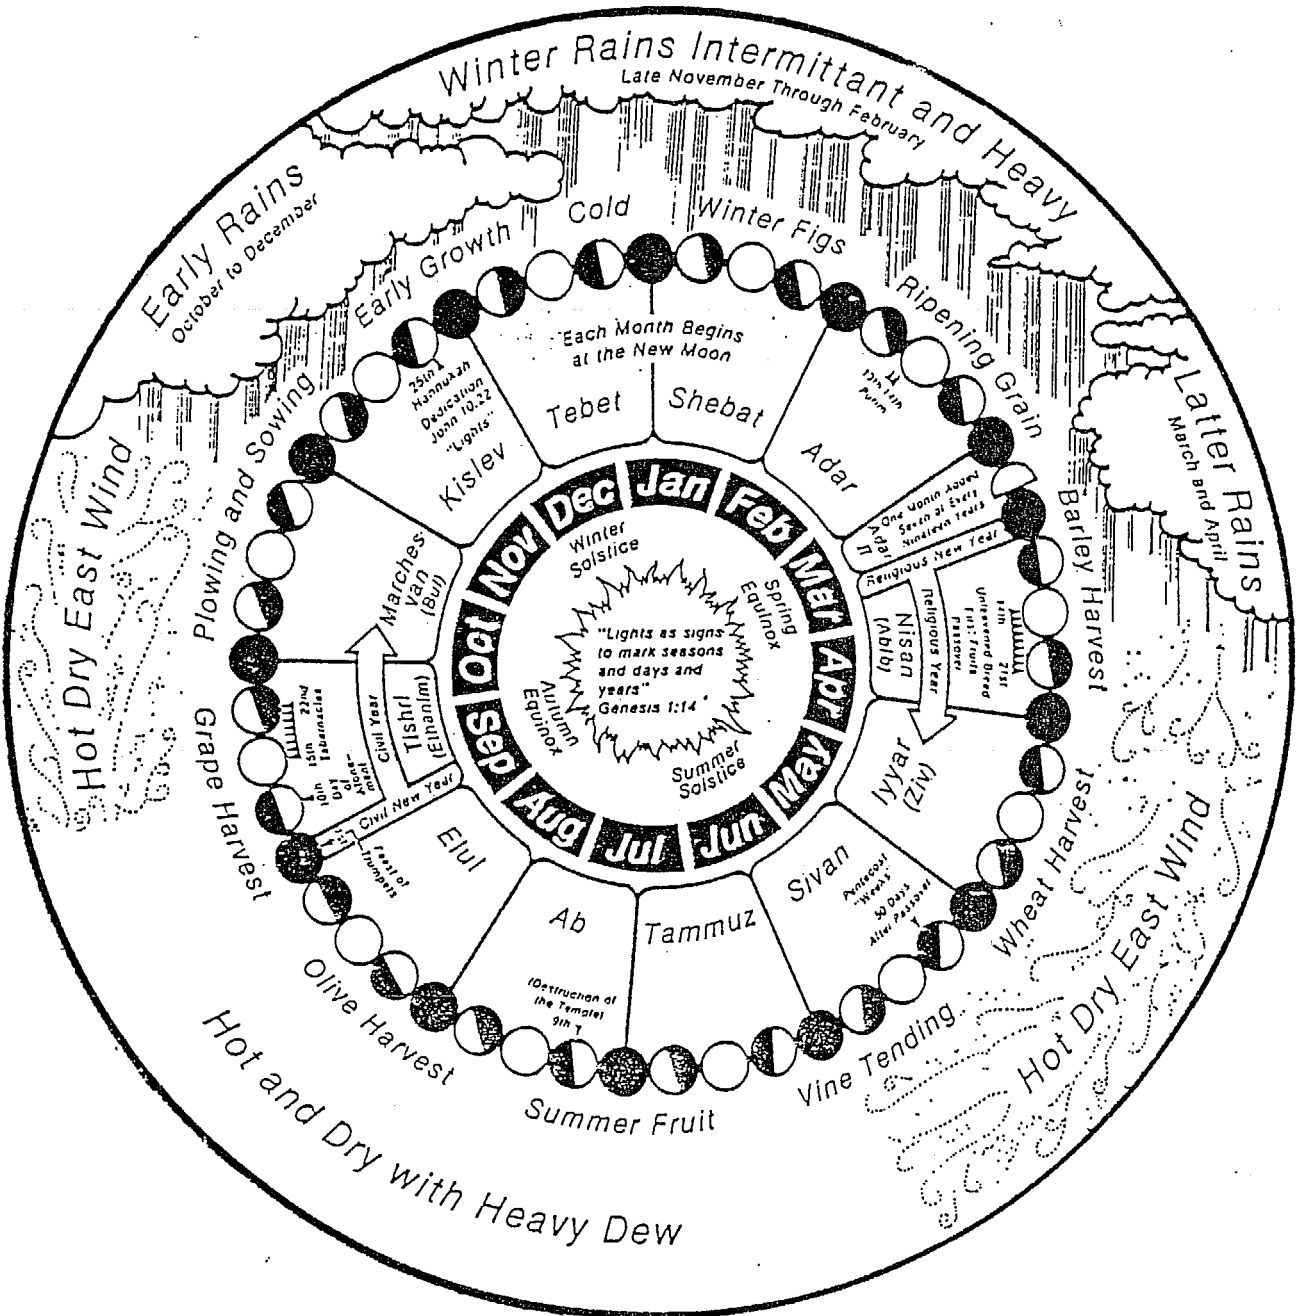 Winter Rains Intermittant and Heavy
Late November Through February
Early Rains
October to December
Latter Rains
March and April
Hot Dry East Wind
Hot Dry East Wind
Hot and Dry with Heavy Dew
Cold
Winter Figs
Ripening Grain
Barley Harvest
Wheat Harvest
Vine Tending
Summer Fruit
Olive Harvest
Grape Harvest
Plowing and Sowing
Early Growth
"Each Month Begins
at the New Moon
Tebet
Shebat
13th 14th
Purim
Adar
One Month Added
Seven of Every
Nineteen Years
Adar
II
Religious New Year
Religious Year
Nisan
(Abib)
14th 21st
Unleavened Bread
First Fruits
Passover
Iyyar
(Ziv)
Sivan
Pentecost
"Weeks"
50 Days
After Passover
Tammuz
Ab
(Destruction of
the Temple)
9th
Elul
Feast of
Trumpets
Civil New Year
Civil Year
Tishri
(Ethanim)
10th
Day
of
Atone-
ment
15th 22nd
Tabernacles
Marches
van
(Bul)
25th
Hannukah
Dedication
John 10.22
"Lights"
Kislev
Jan
Feb
Mar
Apr
May
Jun
Jul
Aug
Sep
Oct
Nov
Dec
Winter
Solstice
Spring
Equinox
Summer
Solstice
Autumn
Equinox
"Lights as signs
to mark seasons
and days and
years"
Genesis 1:14